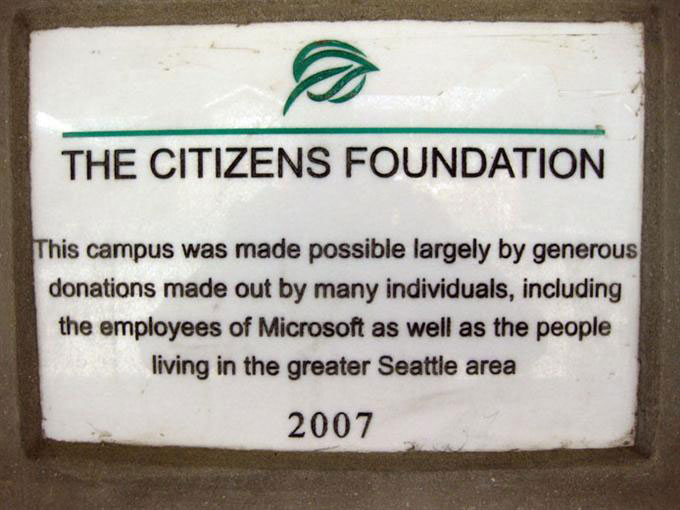 THE CITIZENS FOUNDATION
This campus was made possible largely by generous
donations made out by many individuals, including
the employees of Microsoft as well as the people
living in the greater Seattle area
2007